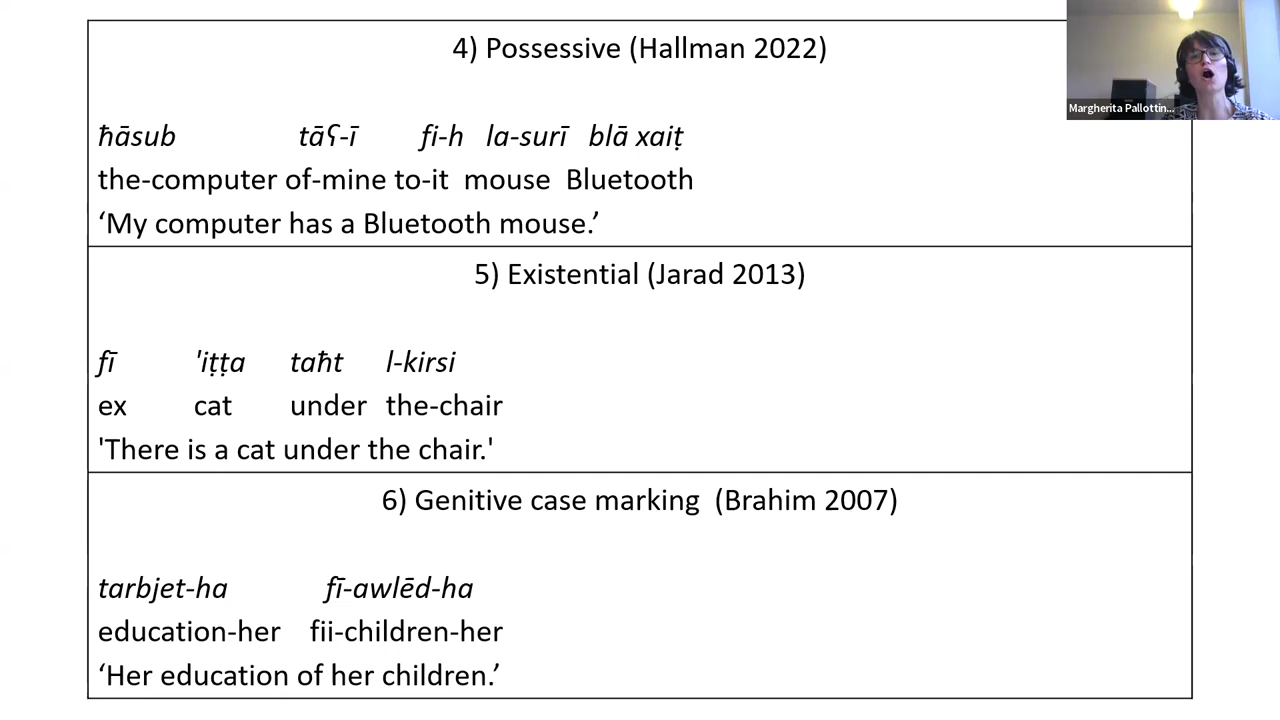 4) Possessive (Hallman 2022)
ħāsub tāʕ-ī fi-h la-surī blā xaiṭ
the-computer of-mine to-it mouse Bluetooth
‘My computer has a Bluetooth mouse.’
5) Existential (Jarad 2013)
fī 'iṭṭa taħt l-kirsi
ex cat under the-chair
'There is a cat under the chair.'
6) Genitive case marking (Brahim 2007)
tarbjet-ha fī-awlēd-ha
education-her fii-children-her
‘Her education of her children.’
Margherita Pallottin...